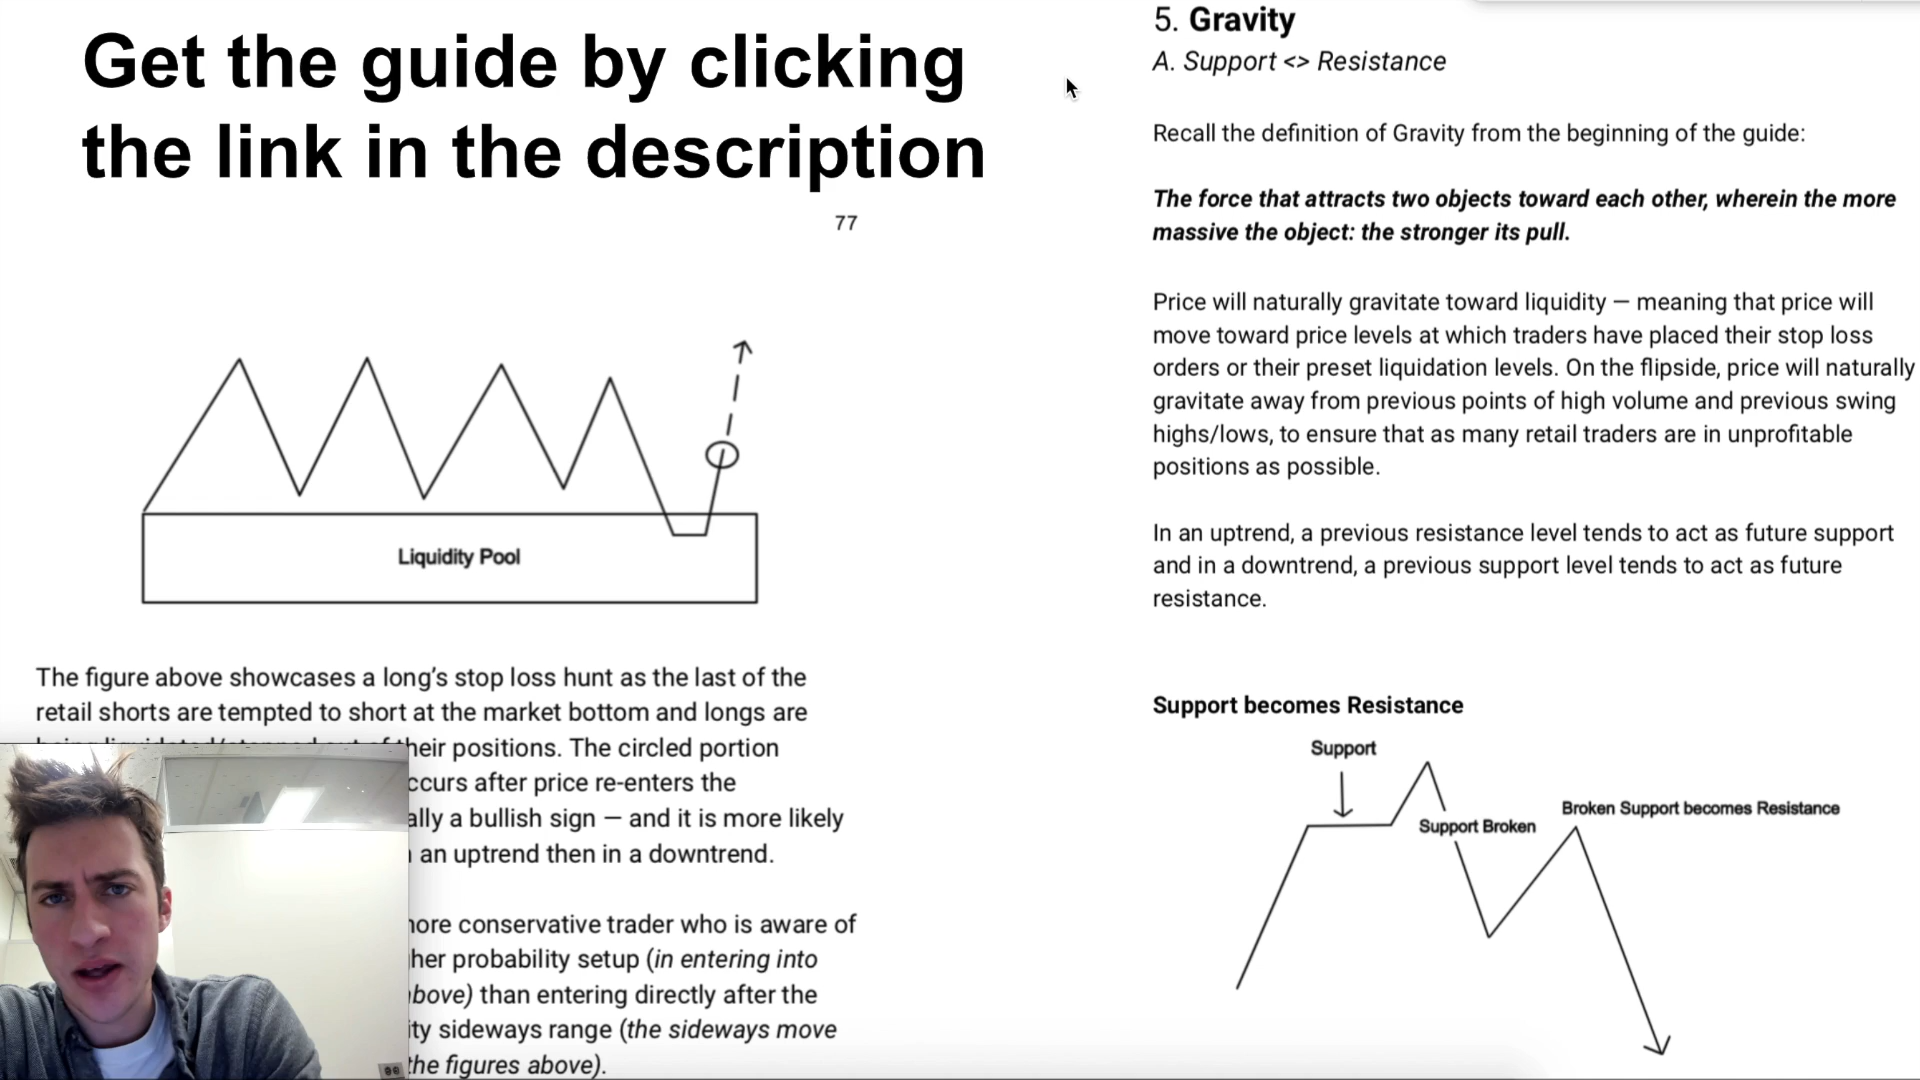 Get the guide by clicking
the link in the description
77
Liquidity Pool
The figure above showcases a long's stop loss hunt as the last of the
retail shorts are tempted to short at the market bottom and longs are
their positions. The circled portion
ccurs after price re-enters the
ally a bullish sign — and it is more likely
an uptrend then in a downtrend.
more conservative trader who is aware of
her probability setup (in entering into
above) than entering directly after the
ity sideways range (the sideways move
the figures above).
5. Gravity
A. Support <> Resistance
Recall the definition of Gravity from the beginning of the guide:
The force that attracts two objects toward each other, wherein the more
massive the object: the stronger its pull.
Price will naturally gravitate toward liquidity — meaning that price will
move toward price levels at which traders have placed their stop loss
orders or their preset liquidation levels. On the flipside, price will naturally
gravitate away from previous points of high volume and previous swing
highs/lows, to ensure that as many retail traders are in unprofitable
positions as possible.
In an uptrend, a previous resistance level tends to act as future support
and in a downtrend, a previous support level tends to act as future
resistance.
Support becomes Resistance
Support
Support Broken
Broken Support becomes Resistance